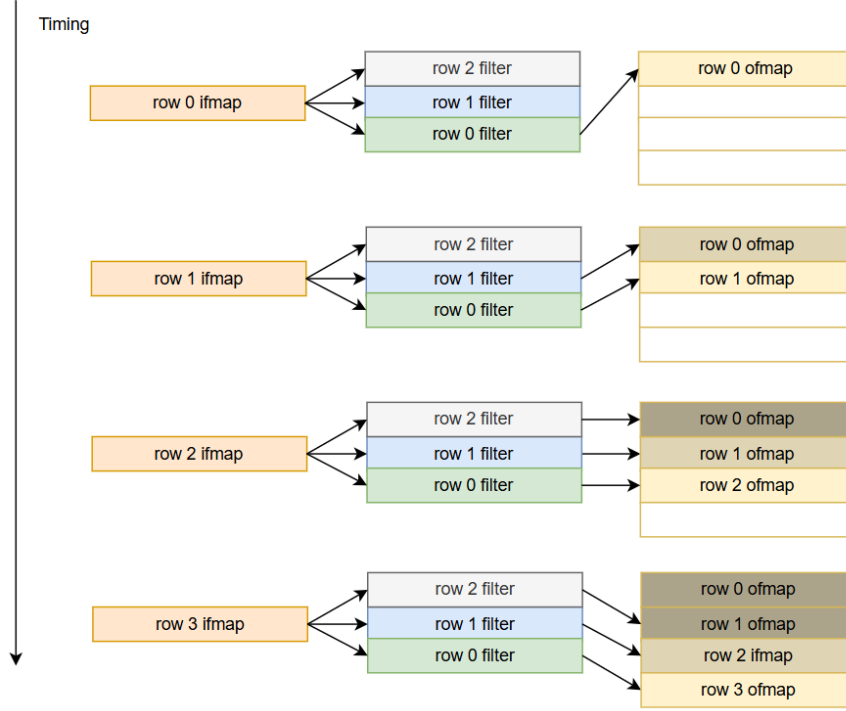 Timing
row 2 filter
row 0 ofmap
row 0 ifmap
row 1 filter
row 0 filter
row 2 filter
row 0 ofmap
row 1 ifmap
row 1 filter
row 1 ofmap
row 0 filter
row 2 filter
row 0 ofmap
row 2 ifmap
row 1 filter
row 1 ofmap
row 0 filter
row 2 ofmap
row 2 filter
row 0 ofmap
row 3 ifmap
row 1 filter
row 1 ofmap
row 0 filter
row 2 ifmap
row 3 ofmap